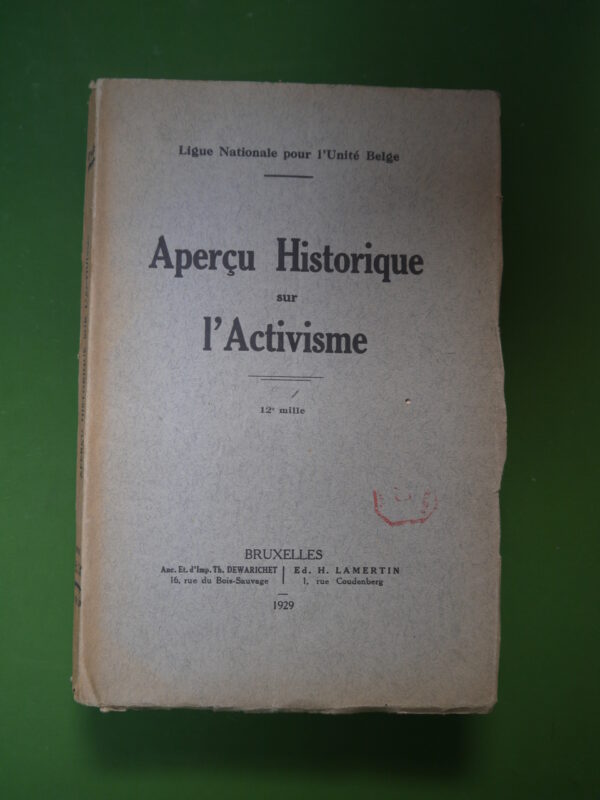 Ligue Nationale pour l'Unité Belge
Aperçu Historique
sur
l'Activisme
12e mille
BRUXELLES
Anc. Et. d'Imp. Th. DEWARICHET | Ed. H. LAMERTIN
16, rue du Bois-Sauvage | 1, rue Coudenberg
1929